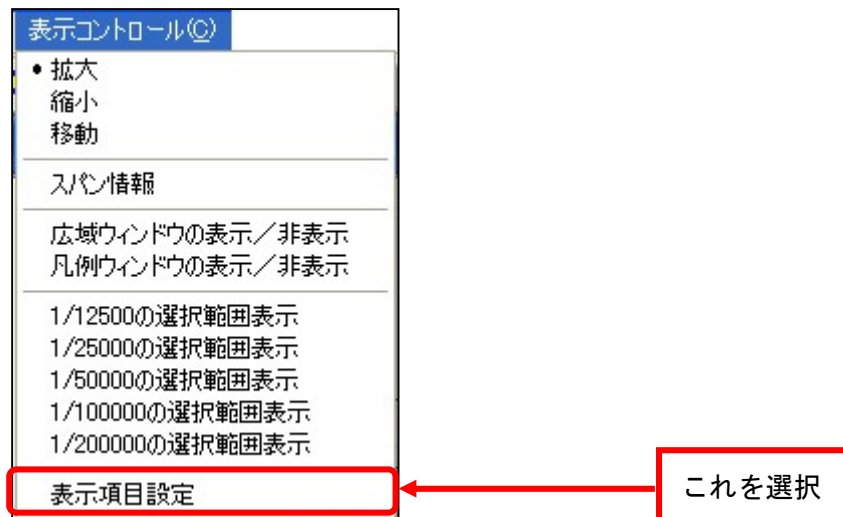 表示コントロール(C)
• 拡大
縮小
移動
スパン情報
広域ウィンドウの表示／非表示
凡例ウィンドウの表示／非表示
1/12500の選択範囲表示
1/25000の選択範囲表示
1/50000の選択範囲表示
1/100000の選択範囲表示
1/200000の選択範囲表示
表示項目設定
これを選択